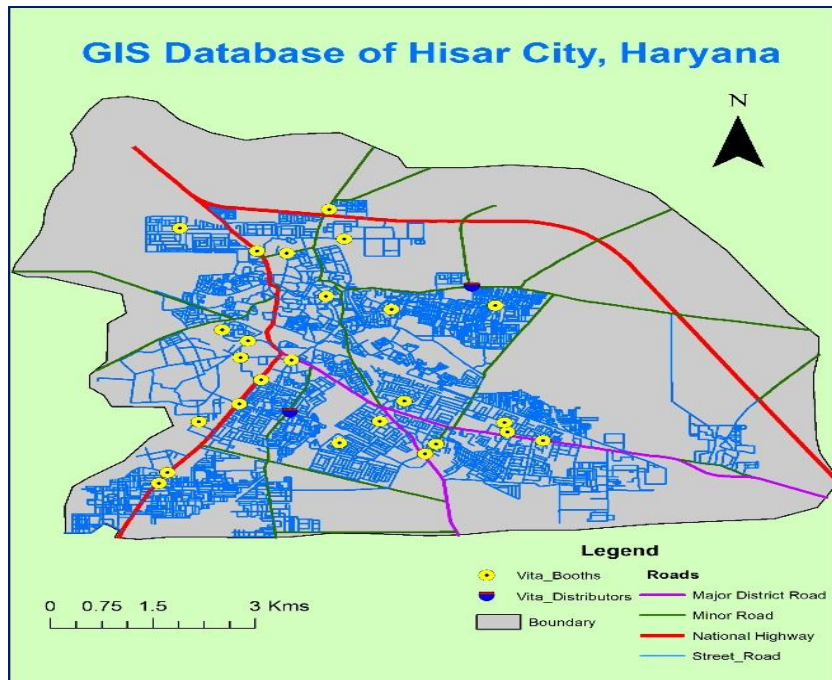 GIS Database of Hisar City, Haryana
N
Legend
Vita_Booths
Vita_Distributors
Boundary
Roads
Major District Road
Minor Road
National Highway
Street_Road
0 0.75 1.5 3 Kms